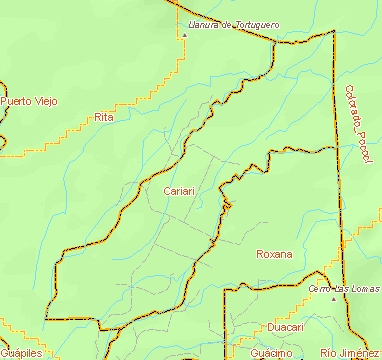 Llanura de Tortuguero
Puerto Viejo
Rita
Colorado_Pococí
Cariari
Roxana
Cerro Las Lomas
Duacarí
Guápiles
Guácimo
Río Jiménez